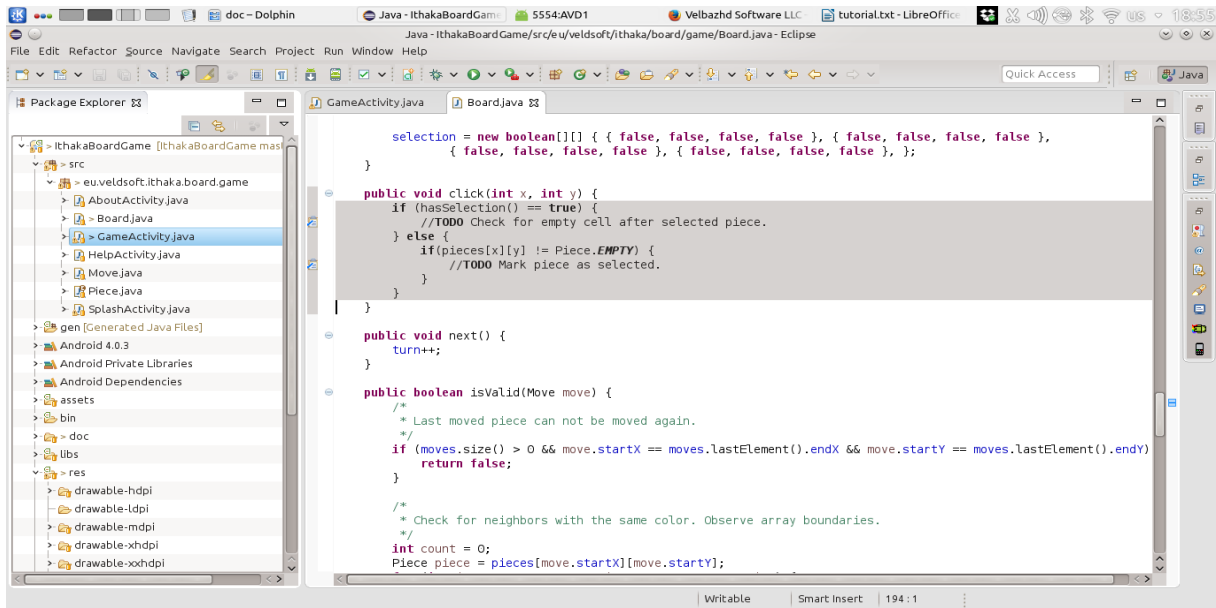 doc – Dolphin
Java - IthakaBoardGame
5554:AVD1
Velbazhd Software LLC
tutorial.txt - LibreOffice
US
18:55
Java - IthakaBoardGame/src/eu/veldsoft/ithaka/board/game/Board.java - Eclipse
File Edit Refactor Source Navigate Search Project Run Window Help
Quick Access
Java
Package Explorer
GameActivity.java
Board.java
> IthakaBoardGame [IthakaBoardGame mast
> src
> eu.veldsoft.ithaka.board.game
AboutActivity.java
> Board.java
> GameActivity.java
HelpActivity.java
Move.java
Piece.java
SplashActivity.java
gen [Generated Java Files]
Android 4.0.3
Android Private Libraries
Android Dependencies
assets
bin
> doc
libs
> res
drawable-hdpi
drawable-ldpi
drawable-mdpi
drawable-xhdpi
drawable-xxhdpi
selection = new boolean[][] { { false, false, false, false }, { false, false, false, false },
{ false, false, false, false }, { false, false, false, false }, };
}
public void click(int x, int y) {
if (hasSelection() == true) {
//TODO Check for empty cell after selected piece.
} else {
if(pieces[x][y] != Piece.EMPTY) {
//TODO Mark piece as selected.
}
}
}
public void next() {
turn++;
}
public boolean isValid(Move move) {
/*
* Last moved piece can not be moved again.
*/
if (moves.size() > 0 && move.startX == moves.lastElement().endX && move.startY == moves.lastElement().endY)
return false;
}
/*
* Check for neighbors with the same color. Observe array boundaries.
*/
int count = 0;
Piece piece = pieces[move.startX][move.startY];
Writable
Smart Insert
194 : 1